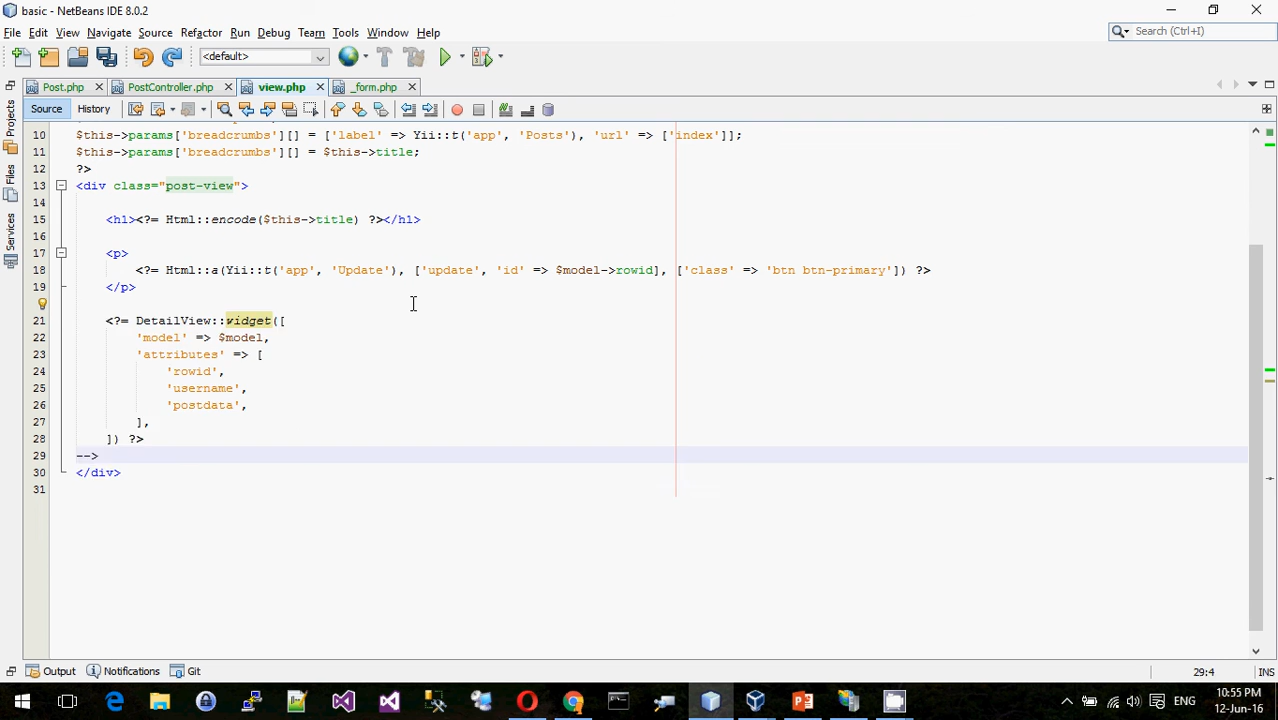 basic - NetBeans IDE 8.0.2
File Edit View Navigate Source Refactor Run Debug Team Tools Window Help
Search (Ctrl+I)
<default>
Post.php PostController.php view.php _form.php
Source History
Projects
Files
Services
10 $this->params['breadcrumbs'][] = ['label' => Yii::t('app', 'Posts'), 'url' => ['index']];
11 $this->params['breadcrumbs'][] = $this->title;
12 ?>
13 <div class="post-view">
14
15 <h1><?= Html::encode($this->title) ?></h1>
16
17 <p>
18 <?= Html::a(Yii::t('app', 'Update'), ['update', 'id' => $model->rowid], ['class' => 'btn btn-primary']) ?>
19 </p>
21 <?= DetailView::widget([
22 'model' => $model,
23 'attributes' => [
24 'rowid',
25 'username',
26 'postdata',
27 ],
28 ]) ?>
29 -->
30 </div>
31
Output Notifications Git
29:4 INS
ENG
10:55 PM
12-Jun-16